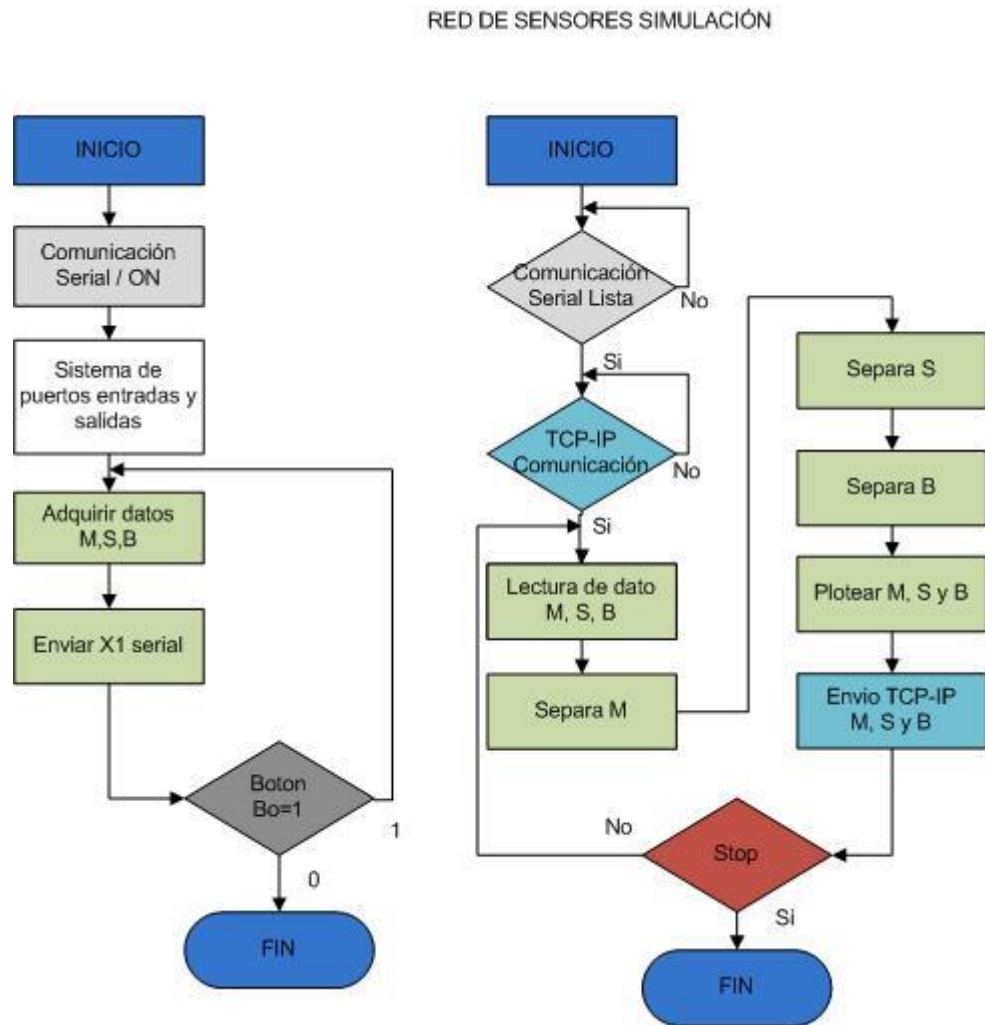 RED DE SENSORES SIMULACIÓN
INICIO
Comunicación
Serial / ON
Sistema de
puertos entradas y
salidas
Adquirir datos
M,S,B
Enviar X1 serial
Boton
Bo=1
1
0
FIN
INICIO
Comunicación
Serial Lista
No
Si
TCP-IP
Comunicación
No
Si
Lectura de dato
M, S, B
Separa M
Separa S
Separa B
Plotear M, S y B
Envio TCP-IP
M, S y B
Stop
No
Si
FIN